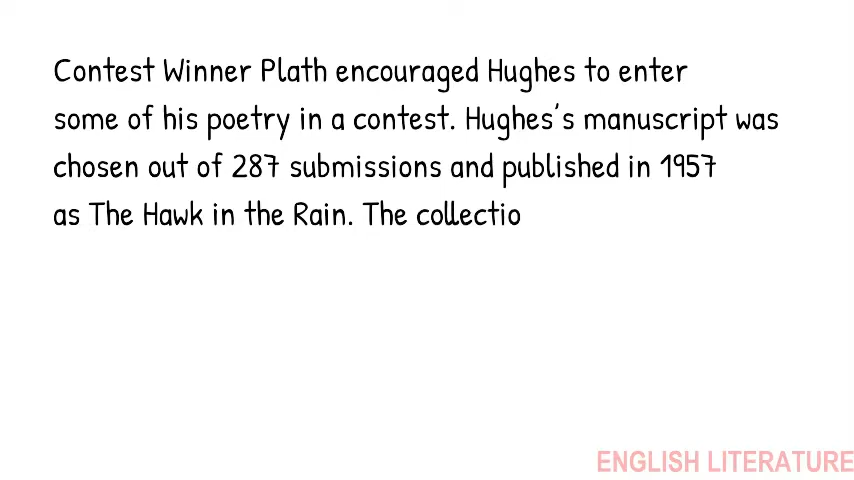 Contest Winner Plath encouraged Hughes to enter
some of his poetry in a contest. Hughes's manuscript was
chosen out of 287 submissions and published in 1957
as The Hawk in the Rain. The collectio
ENGLISH LITERATURE